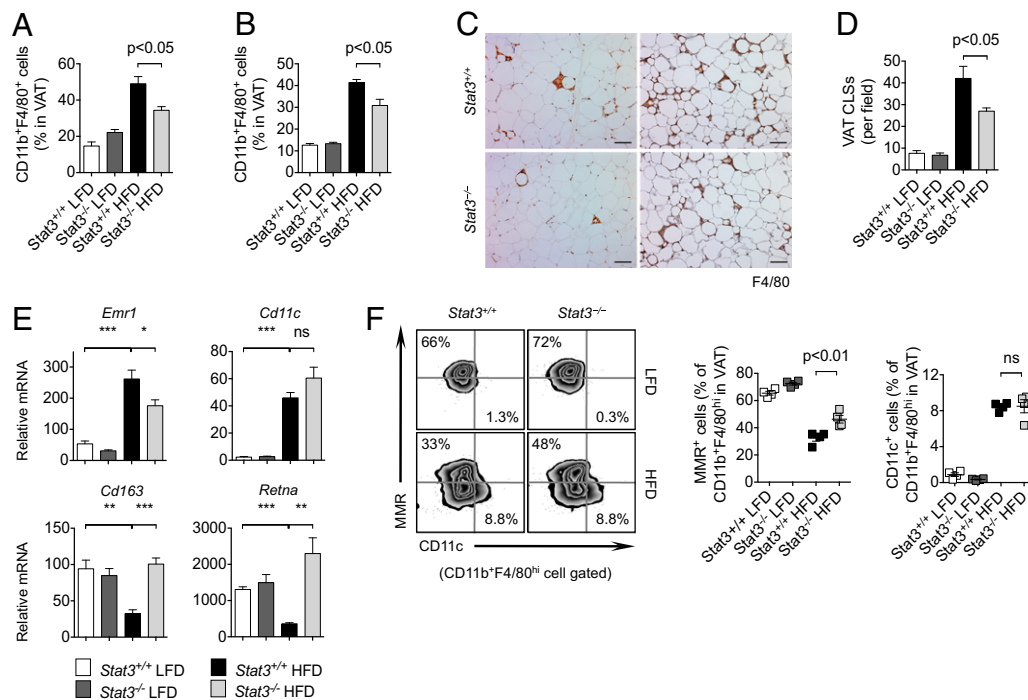 A
CD11b⁺F4/80⁺ cells
(% in VAT)
60
40
20
0
p<0.05
Stat3⁺/⁺ LFD
Stat3⁻/⁻ LFD
Stat3⁺/⁺ HFD
Stat3⁻/⁻ HFD
B
CD11b⁺F4/80⁺ cells
(% in VAT)
50
40
30
20
10
0
p<0.05
Stat3⁺/⁺ LFD
Stat3⁻/⁻ LFD
Stat3⁺/⁺ HFD
Stat3⁻/⁻ HFD
C
Stat3⁺/⁺
Stat3⁻/⁻
F4/80
D
VAT CLSs
(per field)
50
40
30
20
10
0
p<0.05
Stat3⁺/⁺ LFD
Stat3⁻/⁻ LFD
Stat3⁺/⁺ HFD
Stat3⁻/⁻ HFD
E
Emr1
*** *
Relative mRNA
300
200
100
0
Cd11c
*** ns
100
80
60
40
20
0
Cd163
** ***
Relative mRNA
150
100
50
0
Retna
*** **
3000
2000
1000
0
Stat3⁺/⁺ LFD
Stat3⁻/⁻ LFD
Stat3⁺/⁺ HFD
Stat3⁻/⁻ HFD
F
Stat3⁺/⁺
Stat3⁻/⁻
66%
1.3%
72%
0.3%
LFD
33%
8.8%
48%
8.8%
HFD
MMR
CD11c
(CD11b⁺F4/80ʰⁱ cell gated)
MMR⁺ cells (% of
CD11b⁺F4/80ʰⁱ in VAT)
80
60
40
20
0
p<0.01
Stat3⁺/⁺ LFD
Stat3⁻/⁻ LFD
Stat3⁺/⁺ HFD
Stat3⁻/⁻ HFD
CD11c⁺ cells (% of
CD11b⁺F4/80ʰⁱ in VAT)
10
5
0
ns
Stat3⁺/⁺ LFD
Stat3⁻/⁻ LFD
Stat3⁺/⁺ HFD
Stat3⁻/⁻ HFD